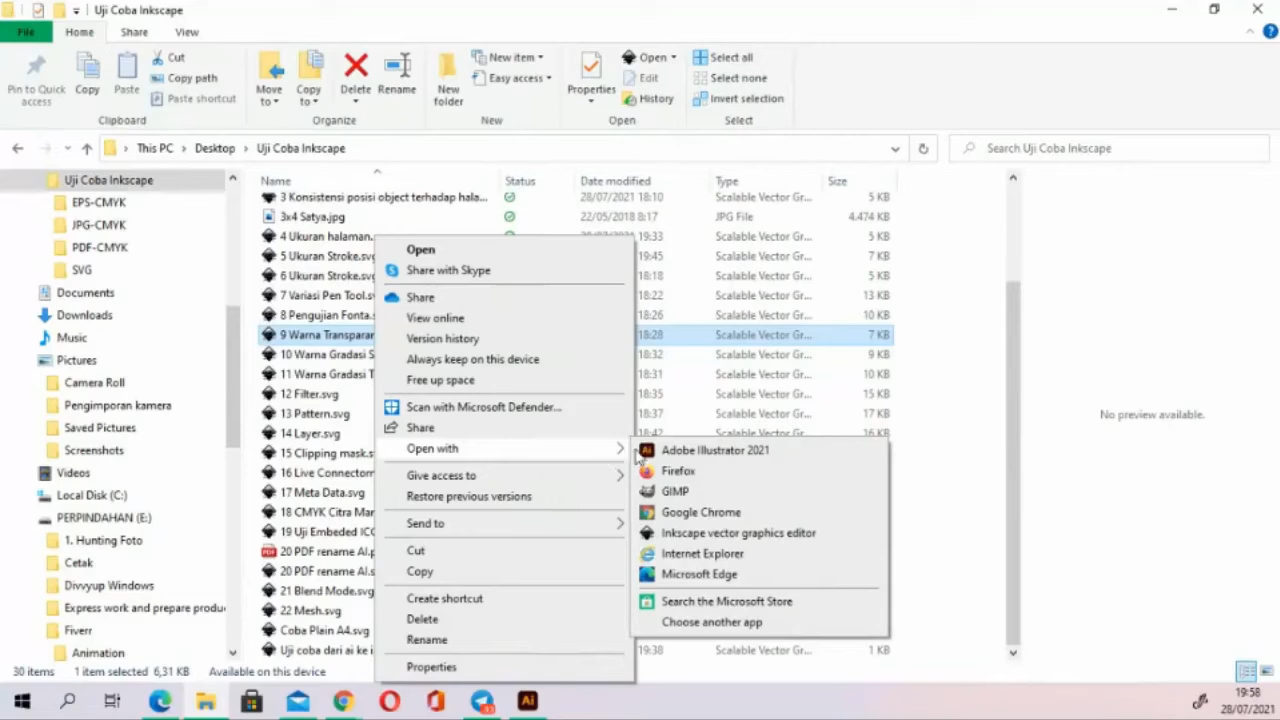 Uji Coba Inkscape
File Home Share View
Pin to Quick access
Copy
Paste
Cut
Copy path
Paste shortcut
Move to
Copy to
Delete
Rename
New folder
New item
Easy access
Properties
Open
Edit
History
Select all
Select none
Invert selection
Clipboard Organize New Open Select
This PC > Desktop > Uji Coba Inkscape
Search Uji Coba Inkscape
Uji Coba Inkscape
EPS-CMYK
JPG-CMYK
PDF-CMYK
SVG
Documents
Downloads
Music
Pictures
Camera Roll
Pengimporan kamera
Saved Pictures
Screenshots
Videos
Local Disk (C:)
PERPINDAHAN (E:)
1. Hunting Foto
Cetak
Divvyup Windows
Express work and prepare produ
Fiverr
Animation
Name Status Date modified Type Size
3 Konsistensi posisi object terhadap hala... 28/07/2021 18:10 Scalable Vector Gr... 5 KB
3x4 Satya.jpg 22/05/2018 8:17 JPG File 4.474 KB
4 Ukuran halaman. 19:33 Scalable Vector Gr... 5 KB
5 Ukuran Stroke.svg 19:45 Scalable Vector Gr... 7 KB
6 Ukuran Stroke.svg 18:18 Scalable Vector Gr... 5 KB
7 Variasi Pen Tool.sv 18:22 Scalable Vector Gr... 13 KB
8 Pengujian Fonta. 18:26 Scalable Vector Gr... 10 KB
9 Warna Transparan 18:28 Scalable Vector Gr... 7 KB
10 Warna Gradasi S 18:32 Scalable Vector Gr... 9 KB
11 Warna Gradasi T 18:31 Scalable Vector Gr... 10 KB
12 Filter.svg 18:35 Scalable Vector Gr... 15 KB
13 Pattern.svg 18:37 Scalable Vector Gr... 17 KB
14 Layer.svg 18:42 Scalable Vector Gr... 16 KB
15 Clipping mask.s
16 Live Connectorn
17 Meta Data.svg
18 CMYK Citra Mar
19 Uji Embeded ICC
20 PDF rename AI.p
20 PDF rename AI.s
21 Blend Mode.svg
22 Mesh.svg
Coba Plain A4.svg
Uji coba dari ai ke i 19:38 Scalable Vector Gr... 1 KB
Open
Share with Skype
Share
View online
Version history
Always keep on this device
Free up space
Scan with Microsoft Defender...
Share
Open with
Give access to
Restore previous versions
Send to
Cut
Copy
Create shortcut
Delete
Rename
Properties
Adobe Illustrator 2021
Firefox
GIMP
Google Chrome
Inkscape vector graphics editor
Internet Explorer
Microsoft Edge
Search the Microsoft Store
Choose another app
No preview available.
30 items 1 item selected 6,31 KB Available on this device
19:58
28/07/2021